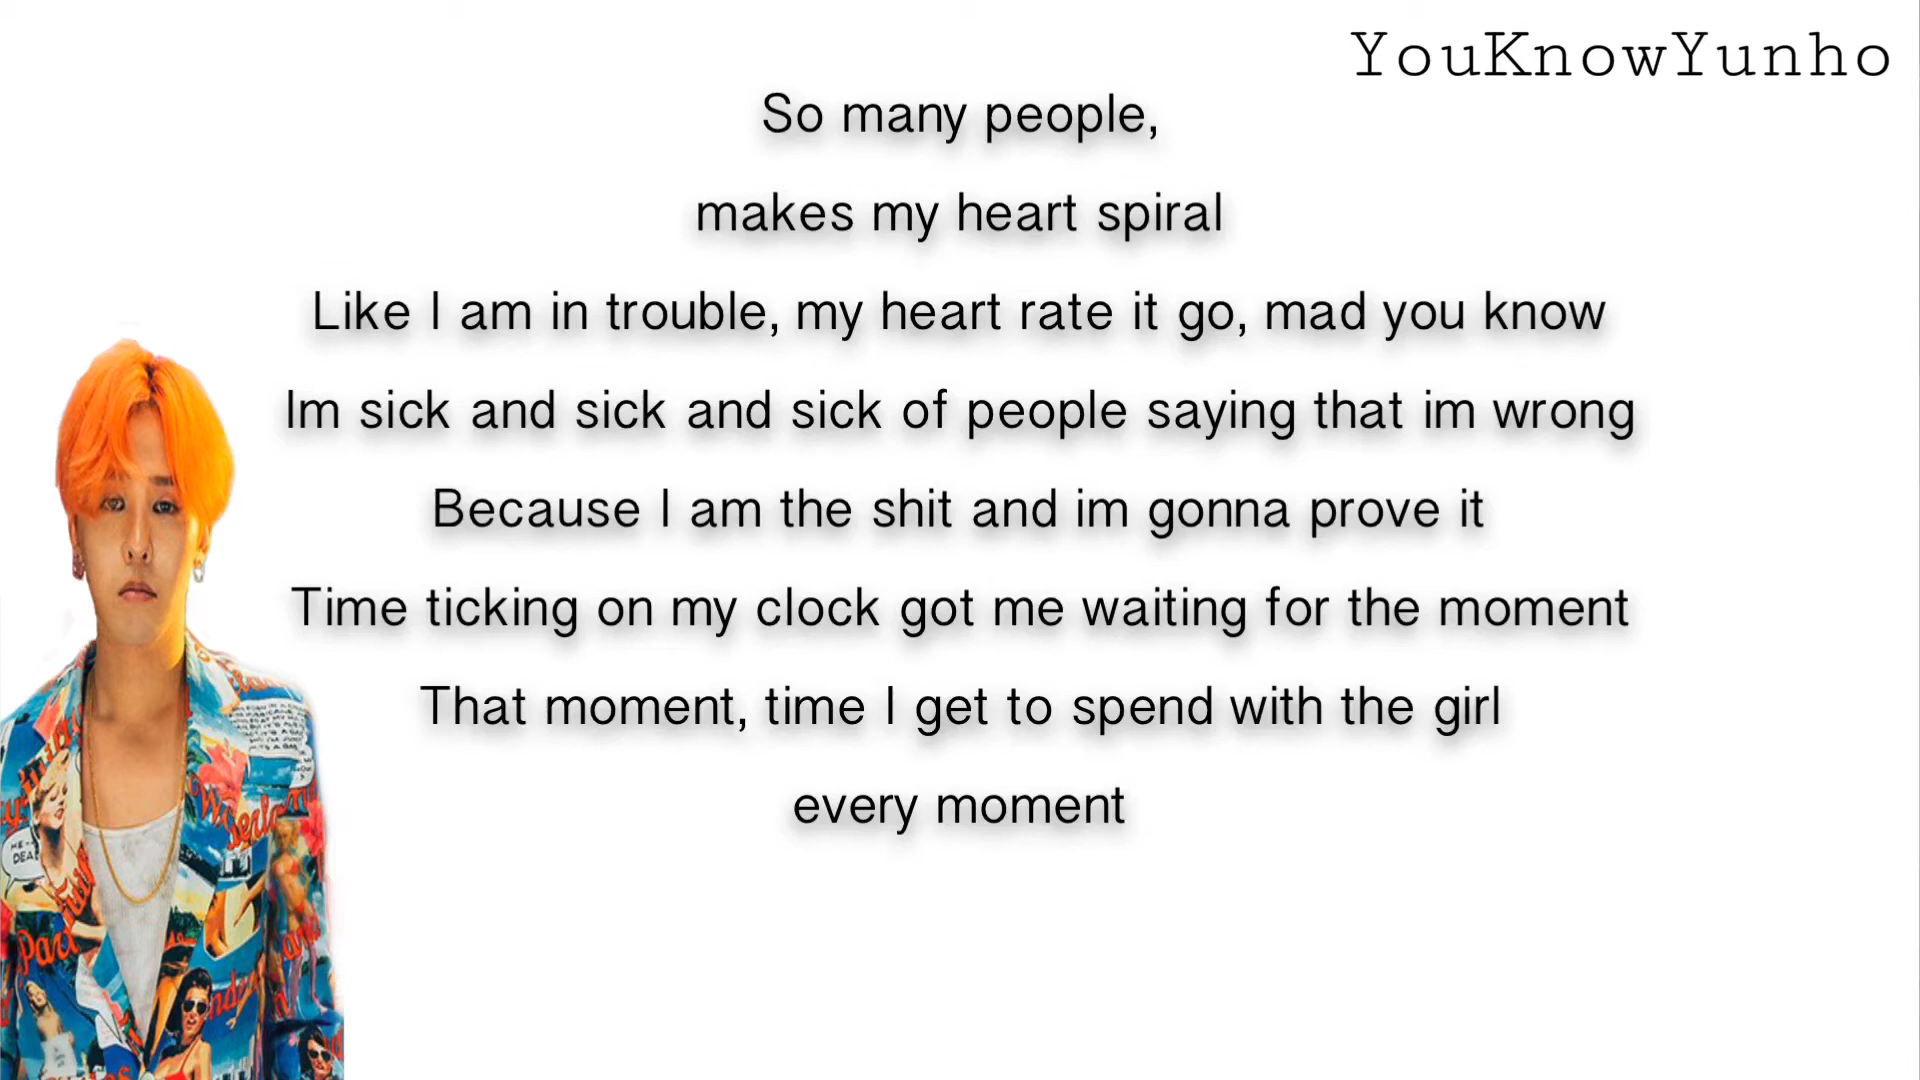 YouKnowYunho
So many people,
makes my heart spiral
Like I am in trouble, my heart rate it go, mad you know
Im sick and sick and sick of people saying that im wrong
Because I am the shit and im gonna prove it
Time ticking on my clock got me waiting for the moment
That moment, time I get to spend with the girl
every moment
HE--
DEA